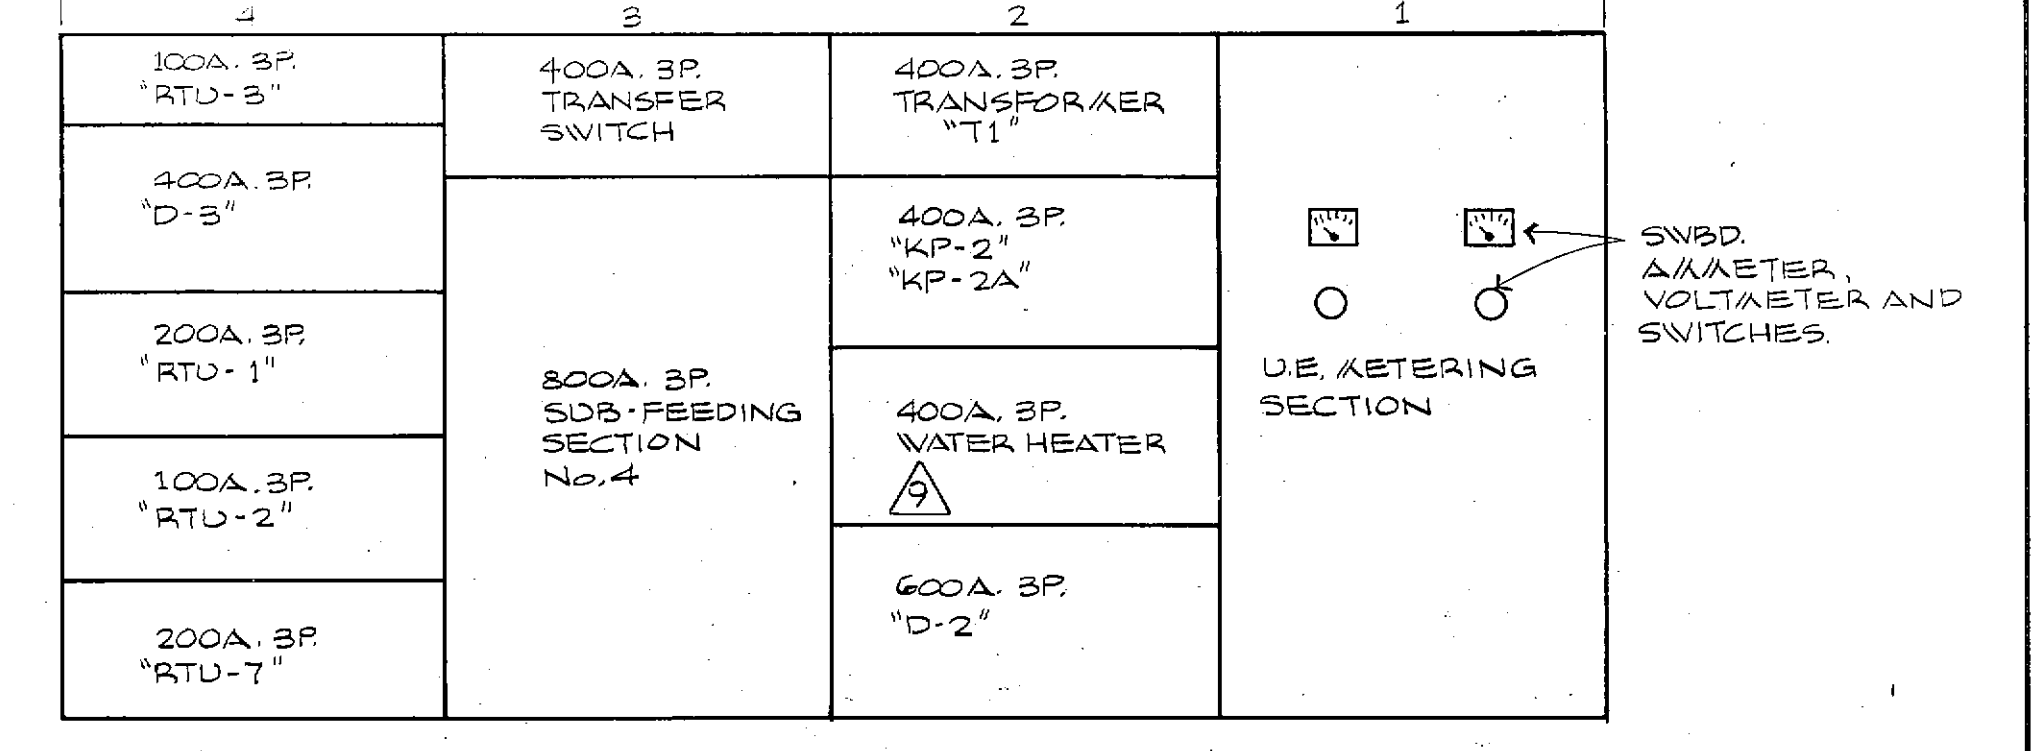 4
3
2
1
100A. 3P.
"RTU-3"
400A. 3P.
"D-3"
200A. 3P.
"RTU-1"
100A. 3P.
"RTU-2"
200A. 3P.
"RTU-7"
400A. 3P.
TRANSFER
SWITCH
800A. 3P.
SUB-FEEDING
SECTION
No. 4
400A. 3P.
TRANSFORMER
"T1"
400A. 3P.
"KP-2"
"KP-2A"
400A. 3P.
WATER HEATER
9
600A. 3P.
"D-2"
U.E. METERING
SECTION
SWBD.
AMMETER,
VOLTMETER AND
SWITCHES.